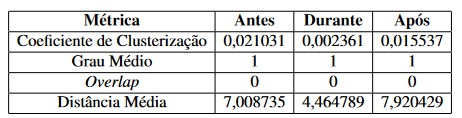 Métrica Antes Durante Após
Coeficiente de Clusterização 0,021031 0,002361 0,015537
Grau Médio 1 1 1
Overlap 0 0 0
Distância Média 7,008735 4,464789 7,920429